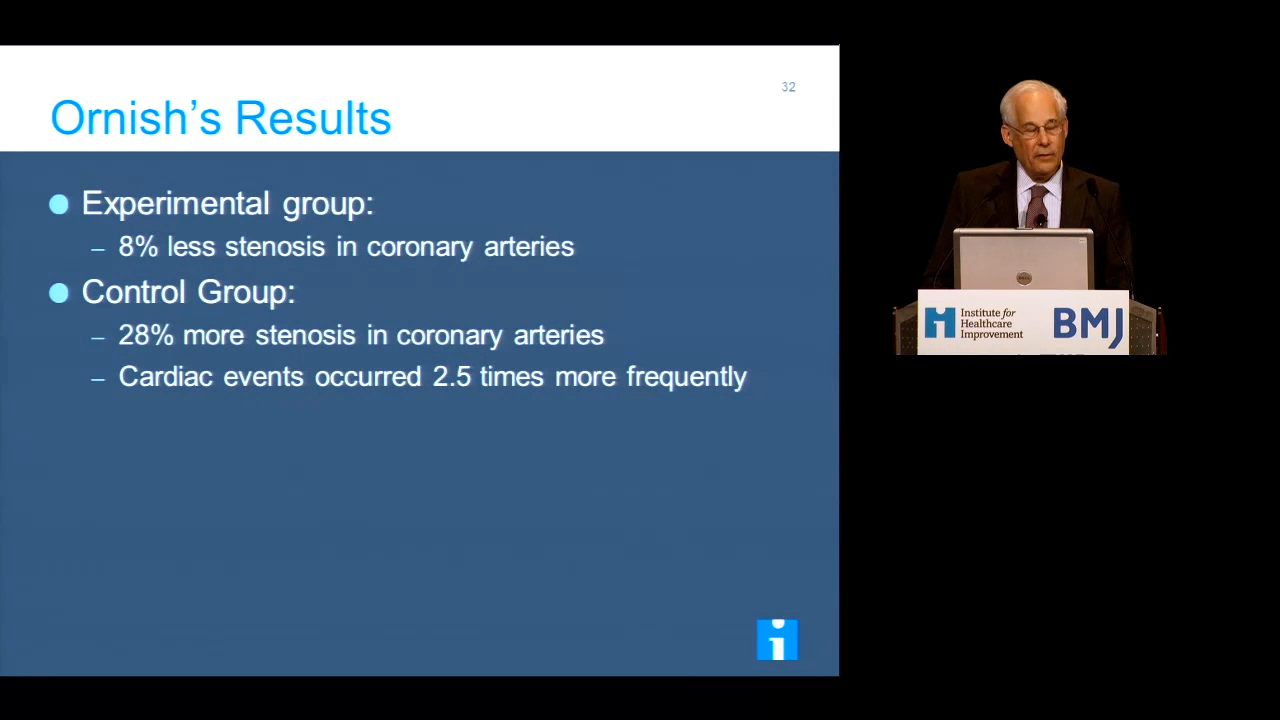 32
Ornish's Results
Experimental group:
– 8% less stenosis in coronary arteries
Control Group:
– 28% more stenosis in coronary arteries
– Cardiac events occurred 2.5 times more frequently
Institute for
Healthcare
Improvement
BMJ
DELL